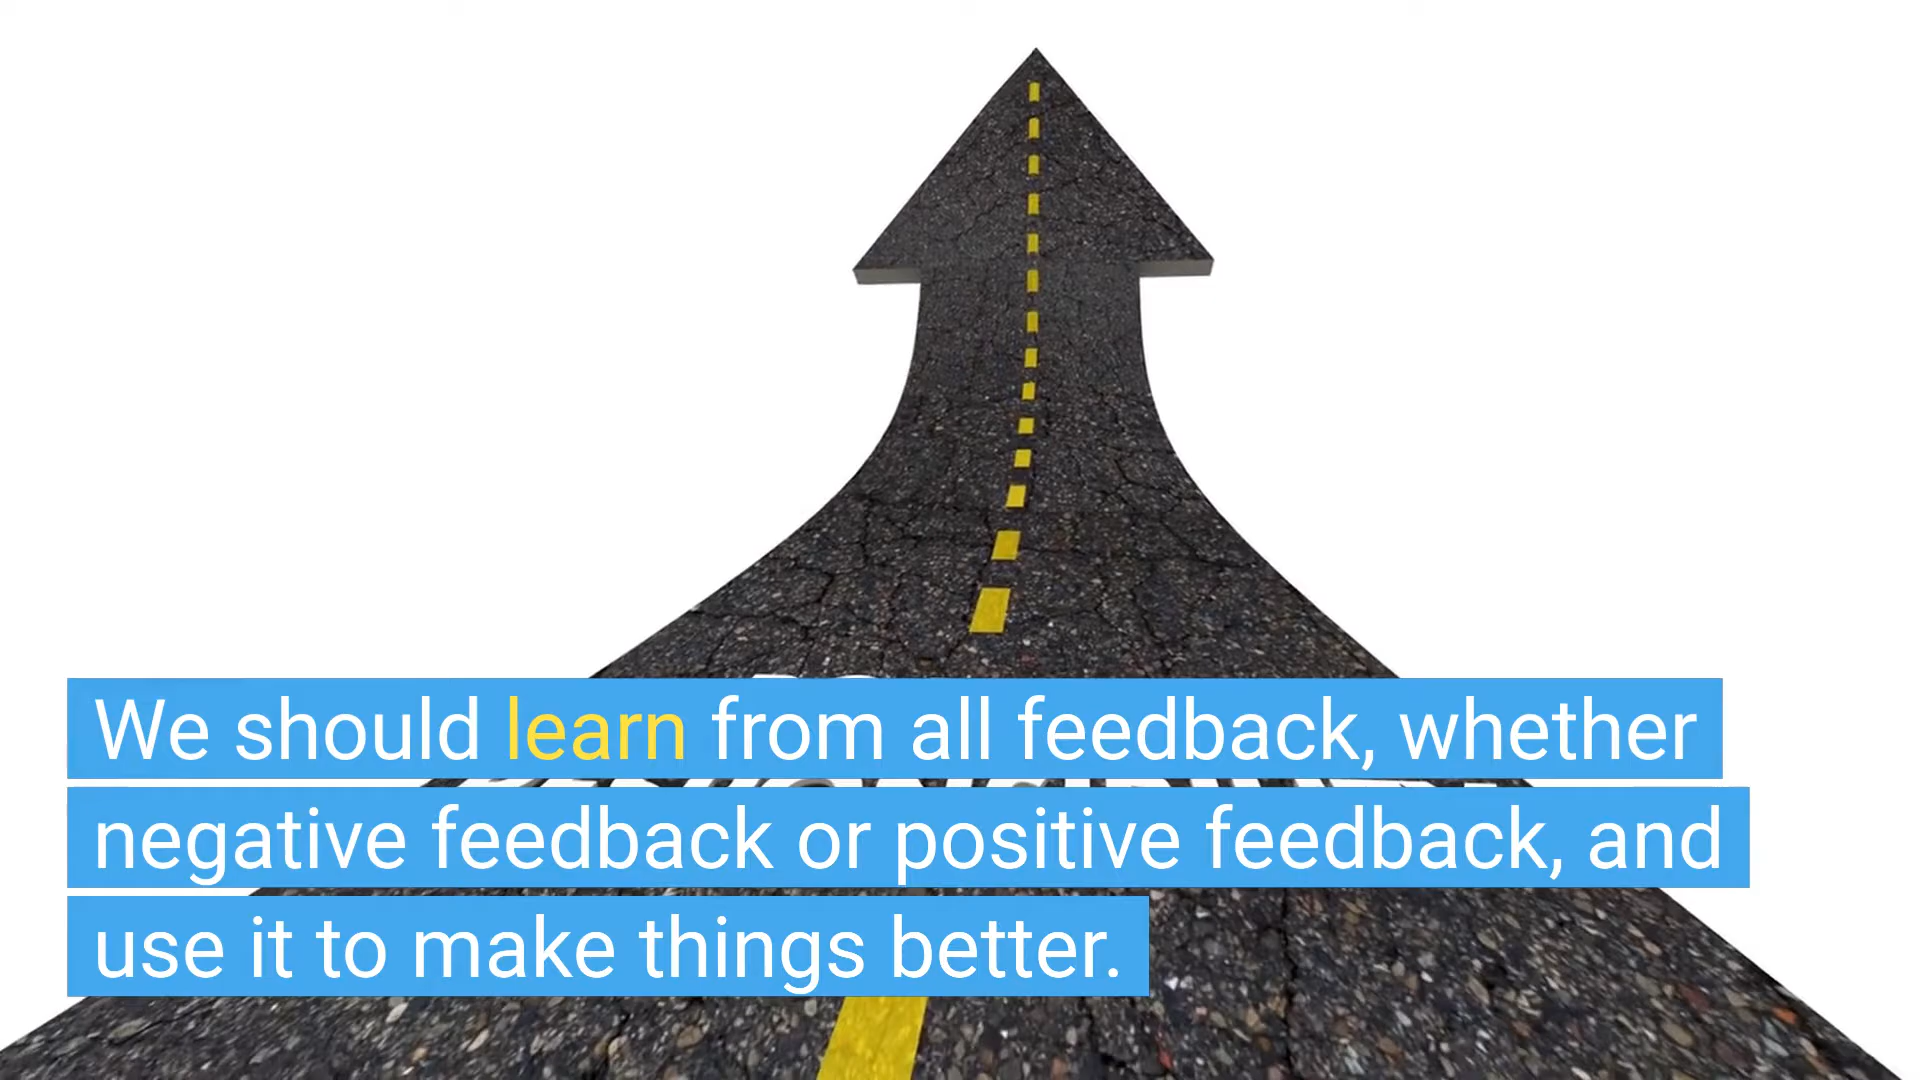 We should learn from all feedback, whether
negative feedback or positive feedback, and
use it to make things better.